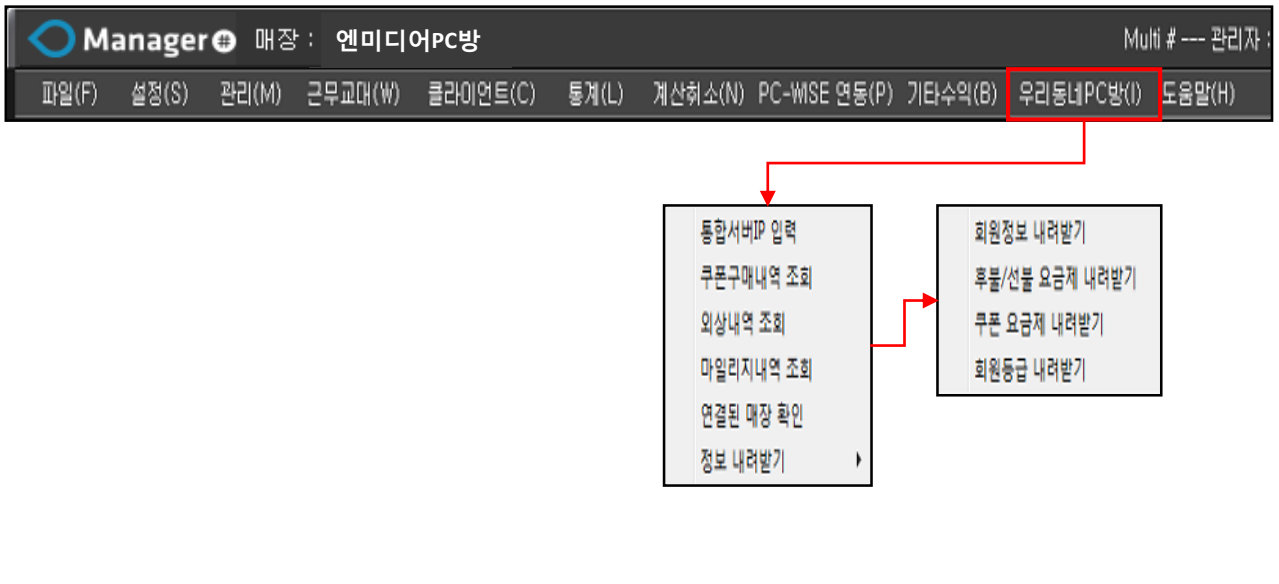 Manager# 매장 : 엔미디어PC방 Multi # --- 관리자 :
파일(F) 설정(S) 관리(M) 근무교대(W) 클라이언트(C) 통계(L) 계산취소(N) PC-WISE 연동(P) 기타수익(B) 우리동네PC방(I) 도움말(H)
통합서버IP 입력
쿠폰구매내역 조회
외상내역 조회
마일리지내역 조회
연결된 매장 확인
정보 내려받기
회원정보 내려받기
후불/선불 요금제 내려받기
쿠폰 요금제 내려받기
회원등급 내려받기